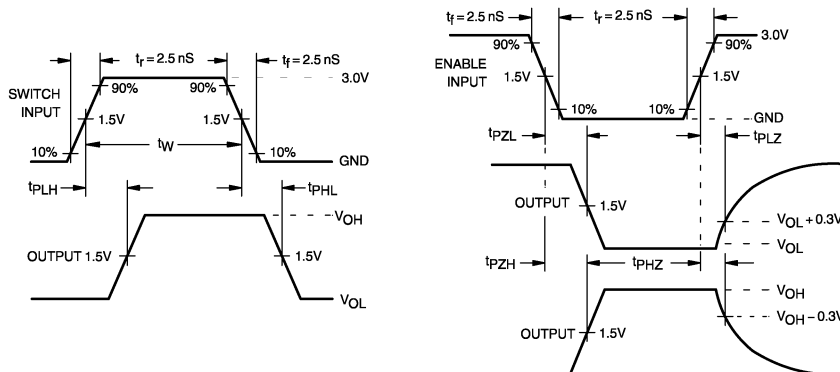 tr = 2.5 nS
tf = 2.5 nS
3.0V
SWITCH
INPUT
90%
90%
1.5V
1.5V
tW
10%
10%
GND
tPLH
tPHL
VOH
OUTPUT
1.5V
1.5V
VOL
tf = 2.5 nS
tr = 2.5 nS
3.0V
90%
90%
ENABLE
INPUT
1.5V
1.5V
10%
10%
GND
tPZL
tPLZ
OUTPUT
1.5V
VOL + 0.3V
VOL
tPZH
tPHZ
VOH
VOH – 0.3V
OUTPUT
1.5V